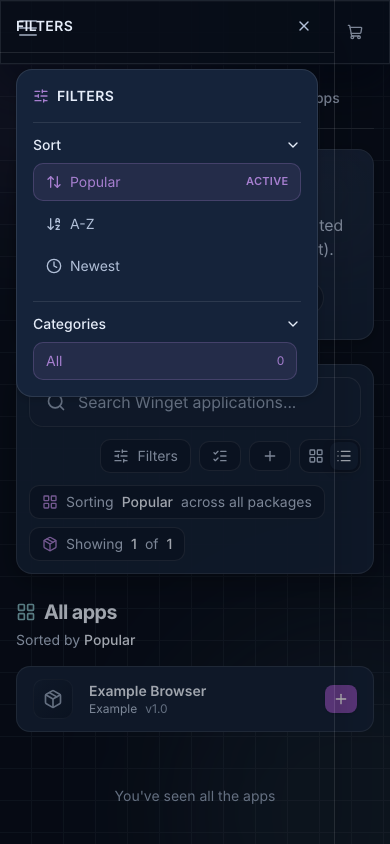 FILTERS
FILTERS
pps
Sort
Popular ACTIVE
A-Z
ted
t).
Newest
Categories
All 0
Search Winget applications...
Filters
Sorting Popular across all packages
Showing 1 of 1
All apps
Sorted by Popular
Example Browser
Example v1.0
You've seen all the apps